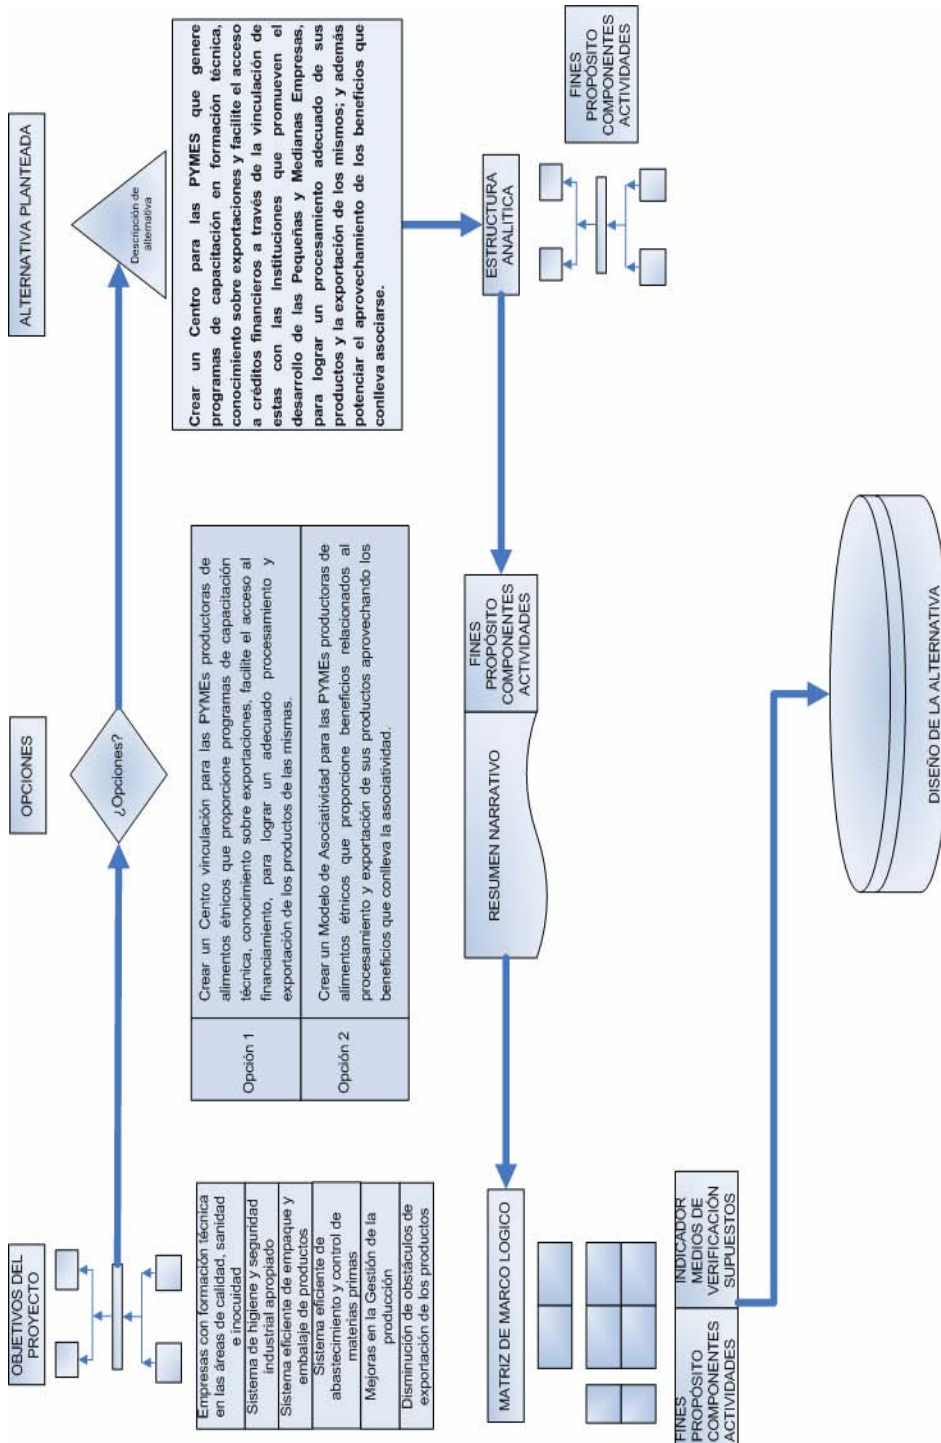 OBJETIVOS DEL
PROYECTO
OPCIONES
ALTERNATIVA PLANTEADA
¿Opciones?
Descripción de
alternativa
Empresas con formación técnica
en las áreas de calidad, sanidad
e inocuidad
Sistema de higiene y seguridad
industrial apropiado
Sistema eficiente de empaque y
embalaje de productos
Sistema eficiente de
abastecimiento y control de
materias primas
Mejoras en la Gestión de la
producción
Disminución de obstáculos de
exportación de los productos
Opción 1
Crear un Centro vinculación para las PYMEs productoras de
alimentos étnicos que proporcione programas de capacitación
técnica, conocimiento sobre exportaciones, facilite el acceso al
financiamiento, para lograr un adecuado procesamiento y
exportación de los productos de las mismas.
Opción 2
Crear un Modelo de Asociatividad para las PYMEs productoras de
alimentos étnicos que proporcione beneficios relacionados al
procesamiento y exportación de sus productos aprovechando los
beneficios que conlleva la asociatividad.
Crear un Centro para las PYMES que genere
programas de capacitación en formación técnica,
conocimiento sobre exportaciones y facilite el acceso
a créditos financieros a través de la vinculación de
estas con las Instituciones que promueven el
desarrollo de las Pequeñas y Medianas Empresas,
para lograr un procesamiento adecuado de sus
productos y la exportación de los mismos; y además
potenciar el aprovechamiento de los beneficios que
conlleva asociarse.
MATRIZ DE MARCO LOGICO
RESUMEN NARRATIVO
FINES
PROPÓSITO
COMPONENTES
ACTIVIDADES
ESTRUCTURA
ANALITICA
FINES
PROPÓSITO
COMPONENTES
ACTIVIDADES
FINES
PROPÓSITO
COMPONENTES
ACTIVIDADES
INDICADOR
MEDIOS DE
VERIFICACIÓN
SUPUESTOS
DISEÑO DE LA ALTERNATIVA